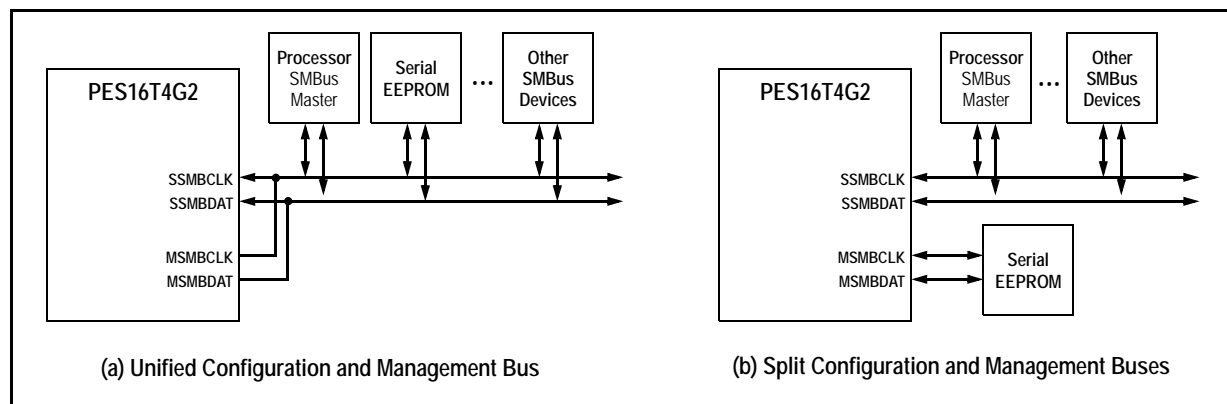 PES16T4G2
Processor
SMBus
Master
Serial
EEPROM
...
Other
SMBus
Devices
SSMBCLK
SSMBDAT
MSMBCLK
MSMBDAT
(a) Unified Configuration and Management Bus
PES16T4G2
Processor
SMBus
Master
...
Other
SMBus
Devices
SSMBCLK
SSMBDAT
MSMBCLK
MSMBDAT
Serial
EEPROM
(b) Split Configuration and Management Buses